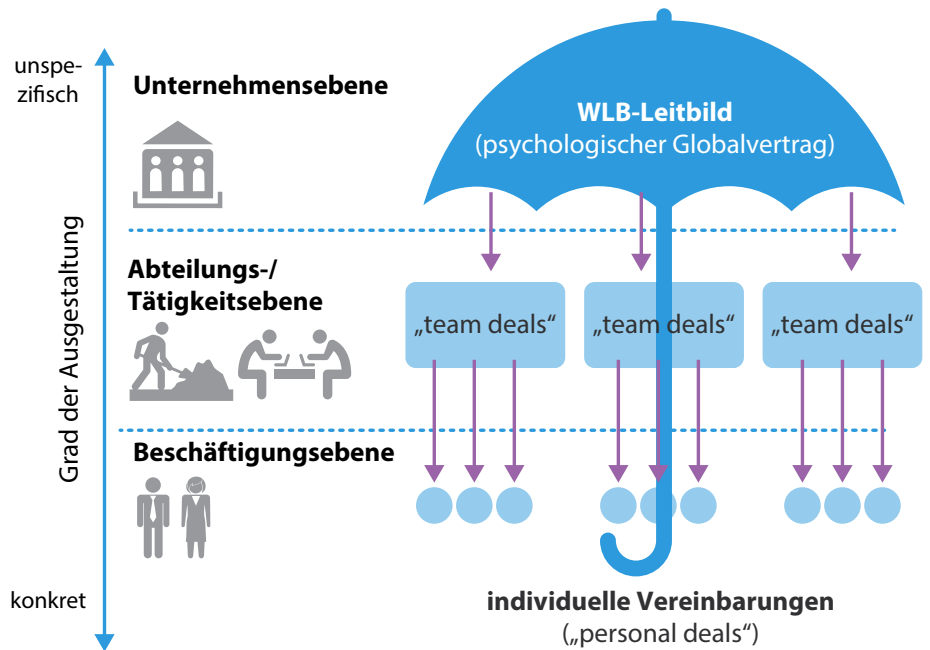 unspe-
zifisch
Unternehmensebene
WLB-Leitbild
(psychologischer Globalvertrag)
Grad der Ausgestaltung
Abteilungs-/
Tätigkeitsebene
„team deals“
„team deals“
„team deals“
Beschäftigungsebene
konkret
individuelle Vereinbarungen
(„personal deals“)